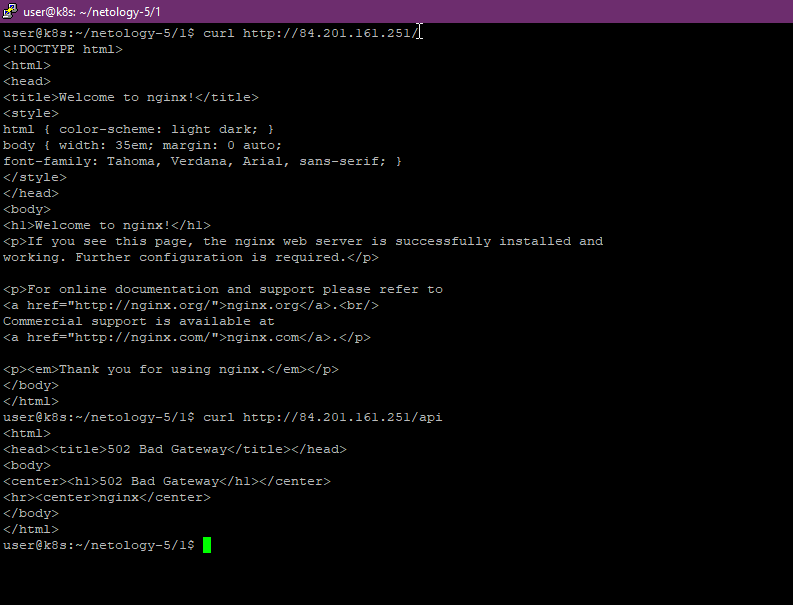 user@k8s: ~/netology-5/1
user@k8s:~/netology-5/1$ curl http://84.201.161.251/
<!DOCTYPE html>
<html>
<head>
<title>Welcome to nginx!</title>
<style>
html { color-scheme: light dark; }
body { width: 35em; margin: 0 auto;
font-family: Tahoma, Verdana, Arial, sans-serif; }
</style>
</head>
<body>
<h1>Welcome to nginx!</h1>
<p>If you see this page, the nginx web server is successfully installed and
working. Further configuration is required.</p>

<p>For online documentation and support please refer to
<a href="http://nginx.org/">nginx.org</a>.<br/>
Commercial support is available at
<a href="http://nginx.com/">nginx.com</a>.</p>

<p><em>Thank you for using nginx.</em></p>
</body>
</html>
user@k8s:~/netology-5/1$ curl http://84.201.161.251/api
<html>
<head><title>502 Bad Gateway</title></head>
<body>
<center><h1>502 Bad Gateway</h1></center>
<hr><center>nginx</center>
</body>
</html>
user@k8s:~/netology-5/1$